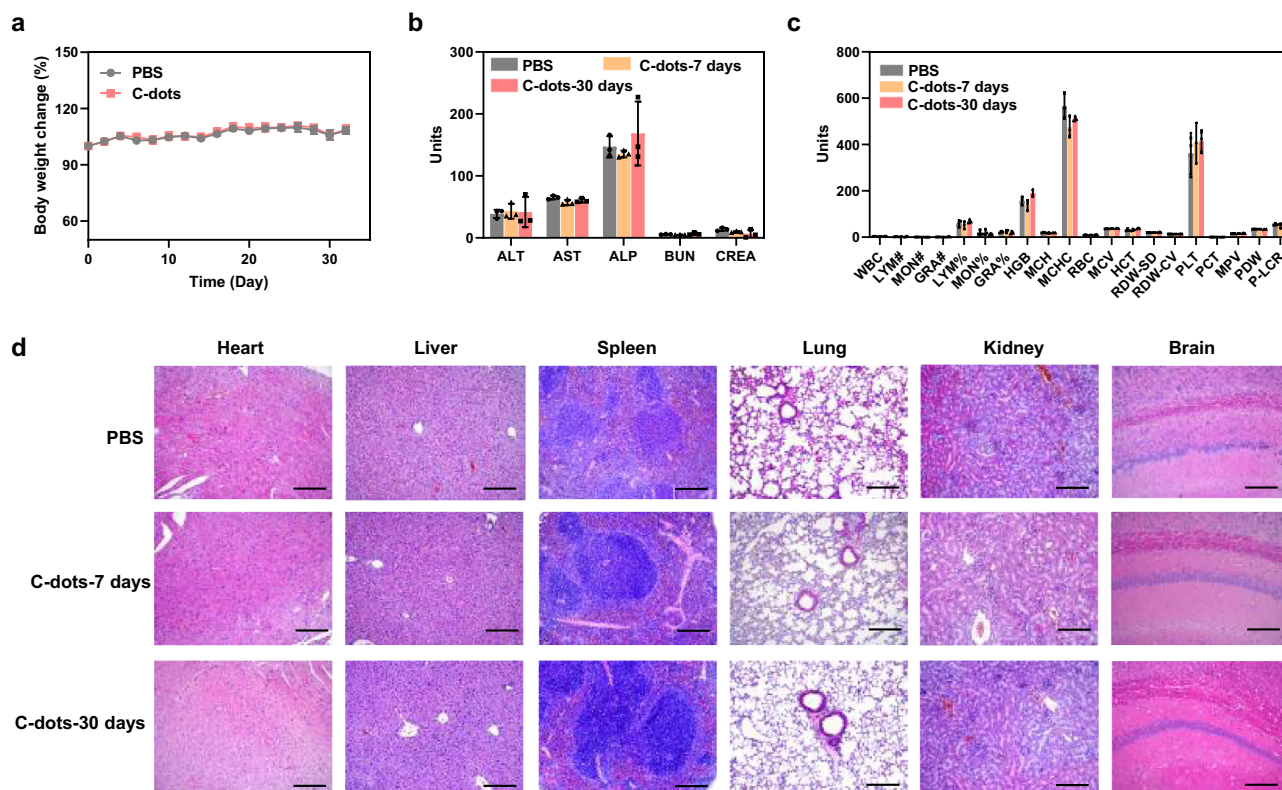 a
150
120
90
60
Body weight change (%)
PBS
C-dots
0
10
20
30
Time (Day)
b
300
200
100
0
Units
PBS
C-dots-7 days
C-dots-30 days
ALT
AST
ALP
BUN
CREA
c
800
600
400
200
0
Units
PBS
C-dots-7 days
C-dots-30 days
WBC
LYM#
MON#
GRA#
LYM%
MON%
GRA%
HGB
MCH
MCHC
RBC
MCV
HCT
RDW-SD
RDW-CV
PLT
PCT
MPV
PDW
P-LCR
d
Heart
Liver
Spleen
Lung
Kidney
Brain
PBS
C-dots-7 days
C-dots-30 days